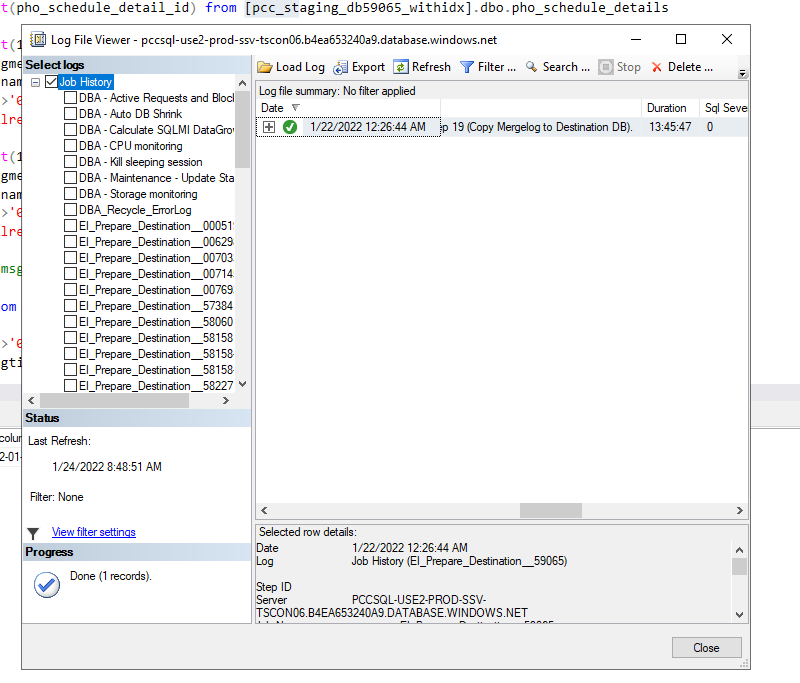 t(pho_schedule_detail_id) from [pcc_staging_db59065_withidx].dbo.pho_schedule_details
Log File Viewer - pccsql-use2-prod-ssv-tscon06.b4ea653240a9.database.windows.net
t(1
gme
nam
>'0
lre
t(1
gme
nam
>'0
lre
msg
om
>'0
gti
colum
2-01-
Select logs
Job History
DBA - Active Requests and Block
DBA - Auto DB Shrink
DBA - Calculate SQLMI DataGrow
DBA - CPU monitoring
DBA - Kill sleeping session
DBA - Maintenance - Update Sta
DBA - Storage monitoring
DBA_Recycle_ErrorLog
EI_Prepare_Destination__00051
EI_Prepare_Destination__00629
EI_Prepare_Destination__00703
EI_Prepare_Destination__00714
EI_Prepare_Destination__00769
EI_Prepare_Destination__57384
EI_Prepare_Destination__58060
EI_Prepare_Destination__58158
EI_Prepare_Destination__58158
EI_Prepare_Destination__58158
EI_Prepare_Destination__58227
Status
Last Refresh:
1/24/2022 8:48:51 AM
Filter: None
View filter settings
Progress
Done (1 records).
Load Log Export Refresh Filter ... Search ... Stop Delete ...
Log file summary: No filter applied
Date Duration Sql Seve
1/22/2022 12:26:44 AM ep 19 (Copy Mergelog to Destination DB). 13:45:47 0
Selected row details:
Date 1/22/2022 12:26:44 AM
Log Job History (EI_Prepare_Destination__59065)
Step ID
Server PCCSQL-USE2-PROD-SSV-
TSCON06.B4EA653240A9.DATABASE.WINDOWS.NET
Close